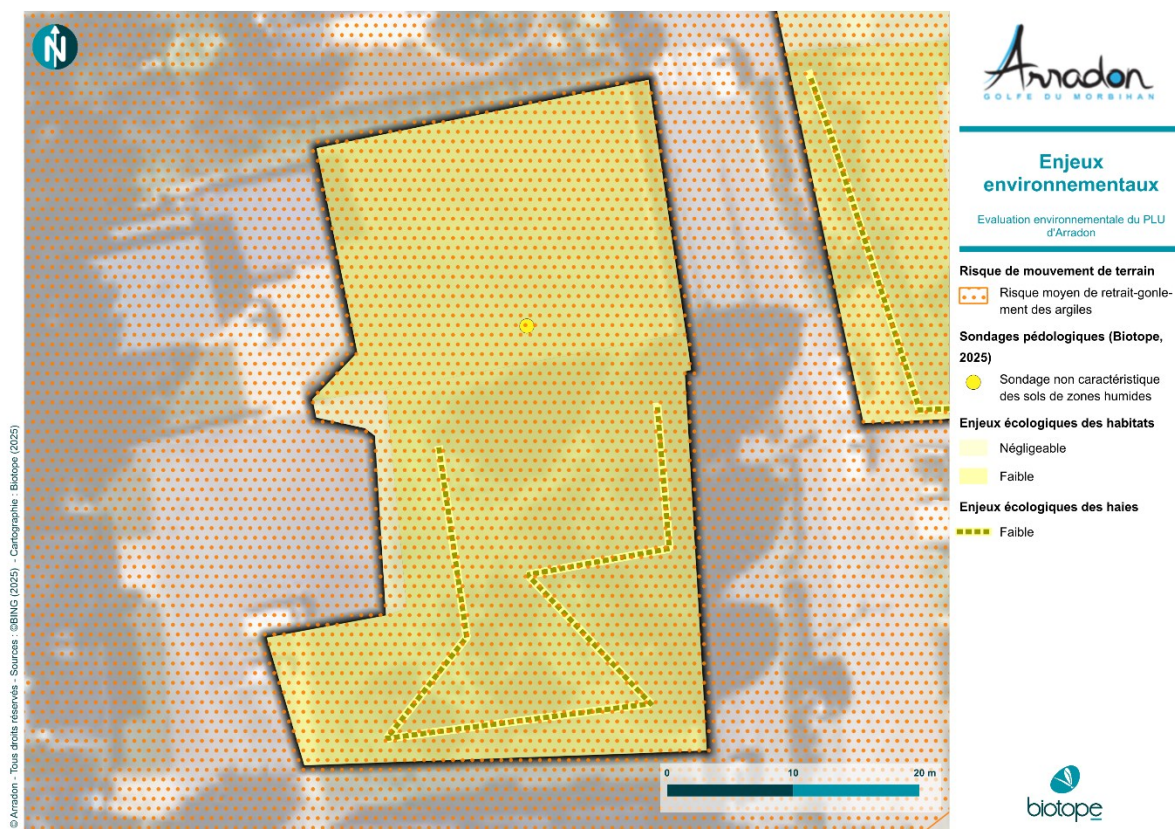 N
Arradon
GOLFE DU MORBIHAN
Enjeux
environnementaux
Evaluation environnementale du PLU
d'Arradon
Risque de mouvement de terrain
Risque moyen de retrait-gonle-
ment des argiles
Sondages pédologiques (Biotope,
2025)
Sondage non caractéristique
des sols de zones humides
Enjeux écologiques des habitats
Négligeable
Faible
Enjeux écologiques des haies
Faible
0 10 20 m
biotope
© Arradon - Tous droits réservés - Sources : ©BING (2025) - Cartographie : Biotope (2025)